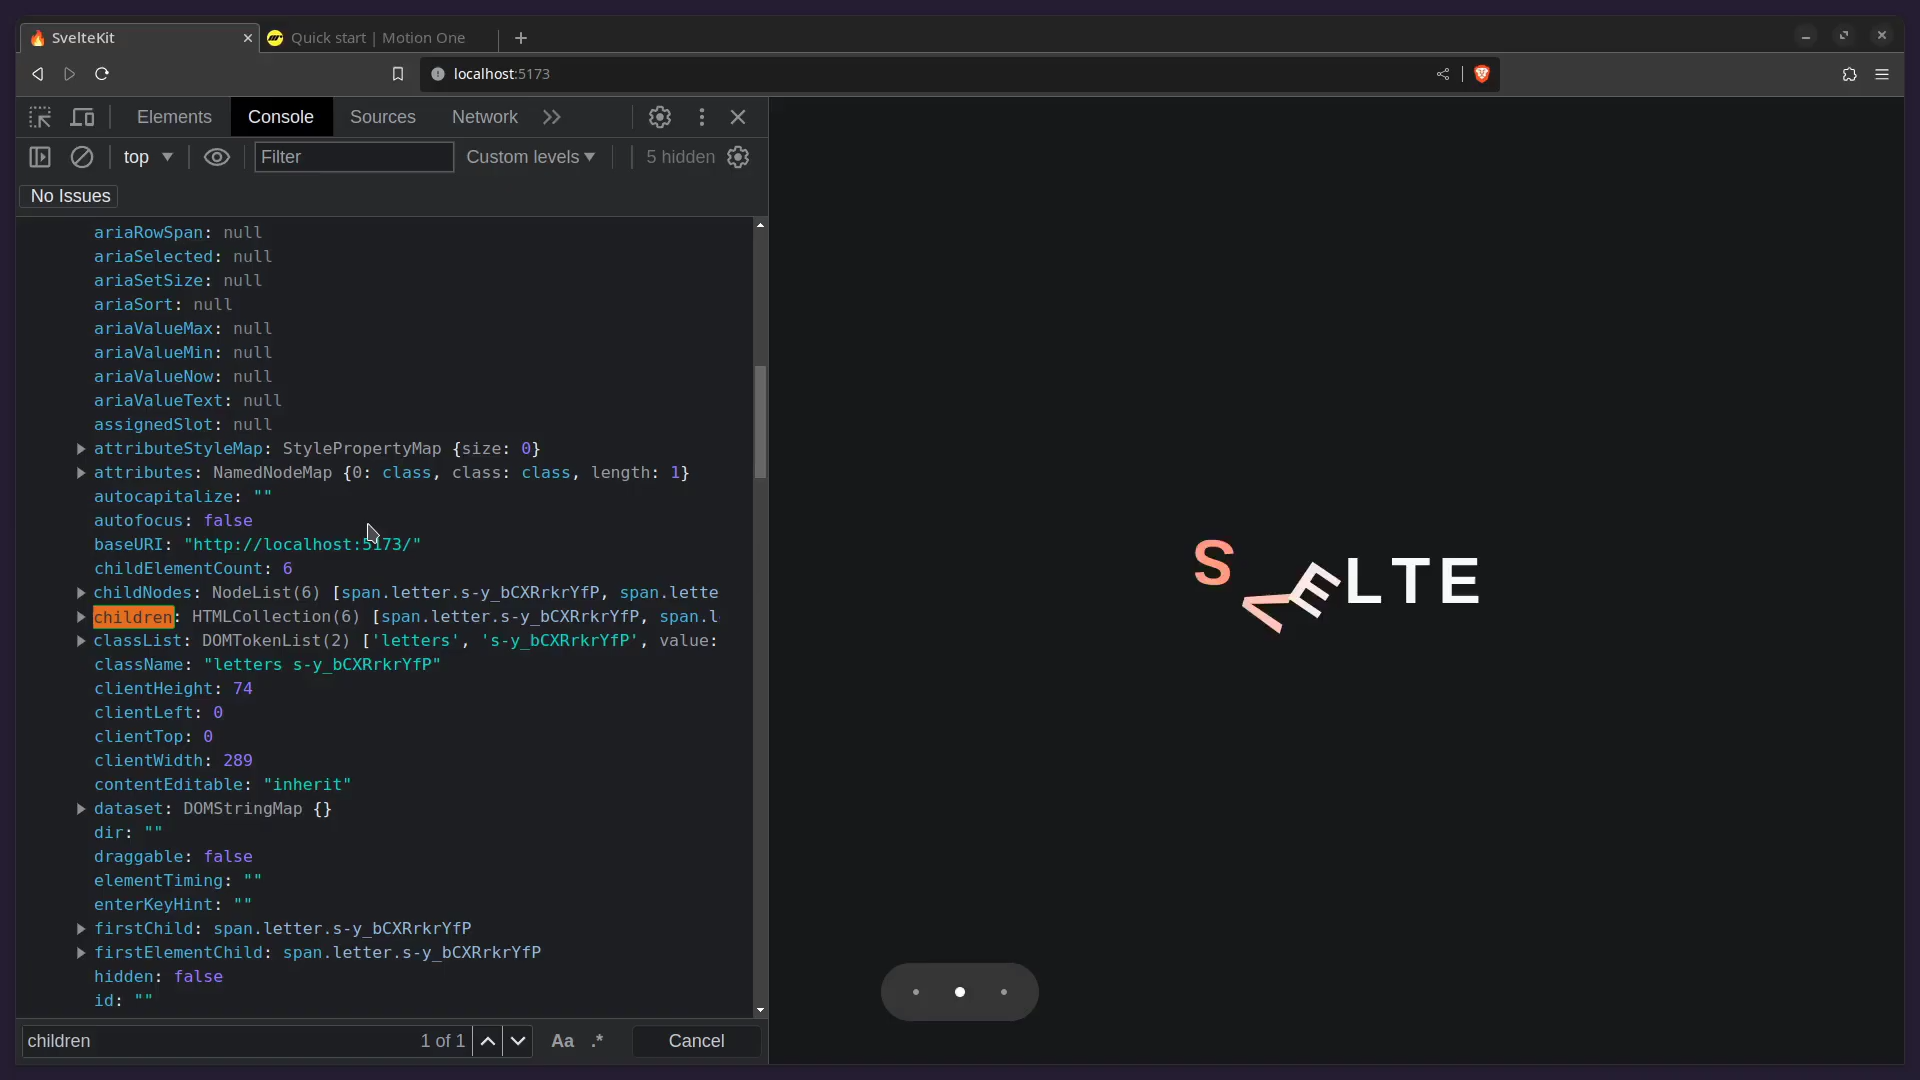 SvelteKit
Quick start | Motion One
localhost:5173
Elements Console Sources Network
top Filter Custom levels 5 hidden
No Issues
ariaRowSpan: null
ariaSelected: null
ariaSetSize: null
ariaSort: null
ariaValueMax: null
ariaValueMin: null
ariaValueNow: null
ariaValueText: null
assignedSlot: null
attributeStyleMap: StylePropertyMap {size: 0}
attributes: NamedNodeMap {0: class, class: class, length: 1}
autocapitalize: ""
autofocus: false
baseURI: "http://localhost:5173/"
childElementCount: 6
childNodes: NodeList(6) [span.letter.s-y_bCXRrkrYfP, span.lette
children: HTMLCollection(6) [span.letter.s-y_bCXRrkrYfP, span.l
classList: DOMTokenList(2) ['letters', 's-y_bCXRrkrYfP', value:
className: "letters s-y_bCXRrkrYfP"
clientHeight: 74
clientLeft: 0
clientTop: 0
clientWidth: 289
contentEditable: "inherit"
dataset: DOMStringMap {}
dir: ""
draggable: false
elementTiming: ""
enterKeyHint: ""
firstChild: span.letter.s-y_bCXRrkrYfP
firstElementChild: span.letter.s-y_bCXRrkrYfP
hidden: false
id: ""
children 1 of 1 Aa .* Cancel
SVELTE